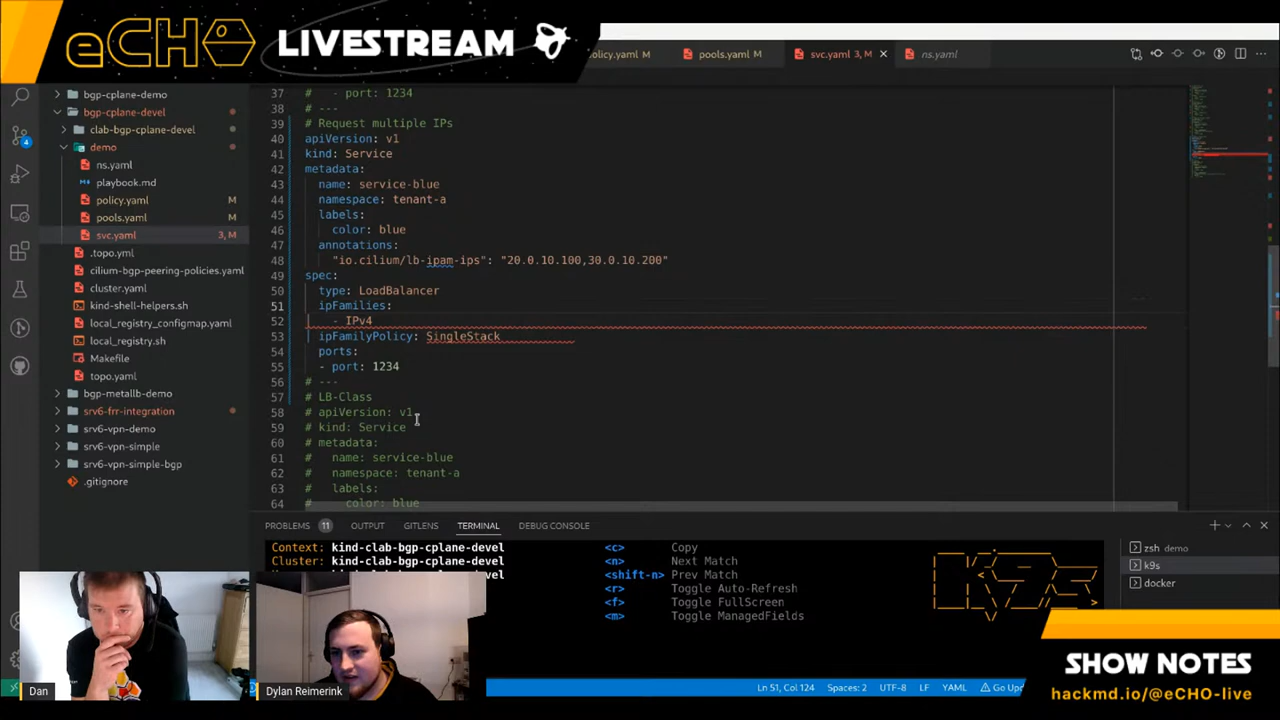 eCHO LIVESTREAM
olicy.yaml M
pools.yaml M
svc.yaml 3, M
ns.yaml
bgp-cplane-demo
bgp-cplane-devel
clab-bgp-cplane-devel
demo
ns.yaml
playbook.md
policy.yaml M
pools.yaml M
svc.yaml 3, M
.topo.yml
cilium-bgp-peering-policies.yaml
cluster.yaml
kind-shell-helpers.sh
local_registry_configmap.yaml
local_registry.sh
Makefile
topo.yaml
bgp-metallb-demo
srv6-frr-integration
srv6-vpn-demo
srv6-vpn-simple
srv6-vpn-simple-bgp
.gitignore
4
37 #   - port: 1234
38 # ---
39 # Request multiple IPs
40 apiVersion: v1
41 kind: Service
42 metadata:
43   name: service-blue
44   namespace: tenant-a
45   labels:
46     color: blue
47   annotations:
48     "io.cilium/lb-ipam-ips": "20.0.10.100,30.0.10.200"
49 spec:
50   type: LoadBalancer
51   ipFamilies:
52     - IPv4
53   ipFamilyPolicy: SingleStack
54   ports:
55   - port: 1234
56 # ---
57 # LB-Class
58 # apiVersion: v1
59 # kind: Service
60 # metadata:
61 #   name: service-blue
62 #   namespace: tenant-a
63 #   labels:
64 #     color: blue
PROBLEMS 11 OUTPUT GITLENS TERMINAL DEBUG CONSOLE
Context: kind-clab-bgp-cplane-devel <c> Copy
Cluster: kind-clab-bgp-cplane-devel <n> Next Match
<shift-n> Prev Match
<r> Toggle Auto-Refresh
<f> Toggle FullScreen
<m> Toggle ManagedFields
K9s
zsh demo
k9s
docker
Dan
Dylan Reimerink
Ln 51, Col 124 Spaces: 2 UTF-8 LF YAML Go Up
SHOW NOTES
hackmd.io/@eCHO-live